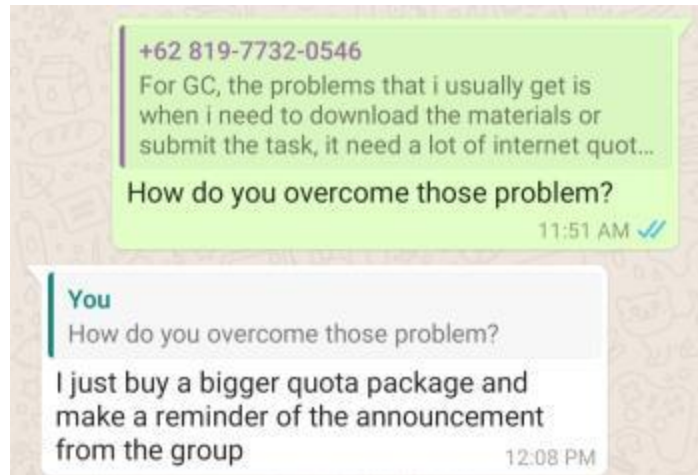 +62 819-7732-0546
For GC, the problems that i usually get is
when i need to download the materials or
submit the task, it need a lot of internet quot...
How do you overcome those problem?
11:51 AM
You
How do you overcome those problem?
I just buy a bigger quota package and
make a reminder of the announcement
from the group
12:08 PM